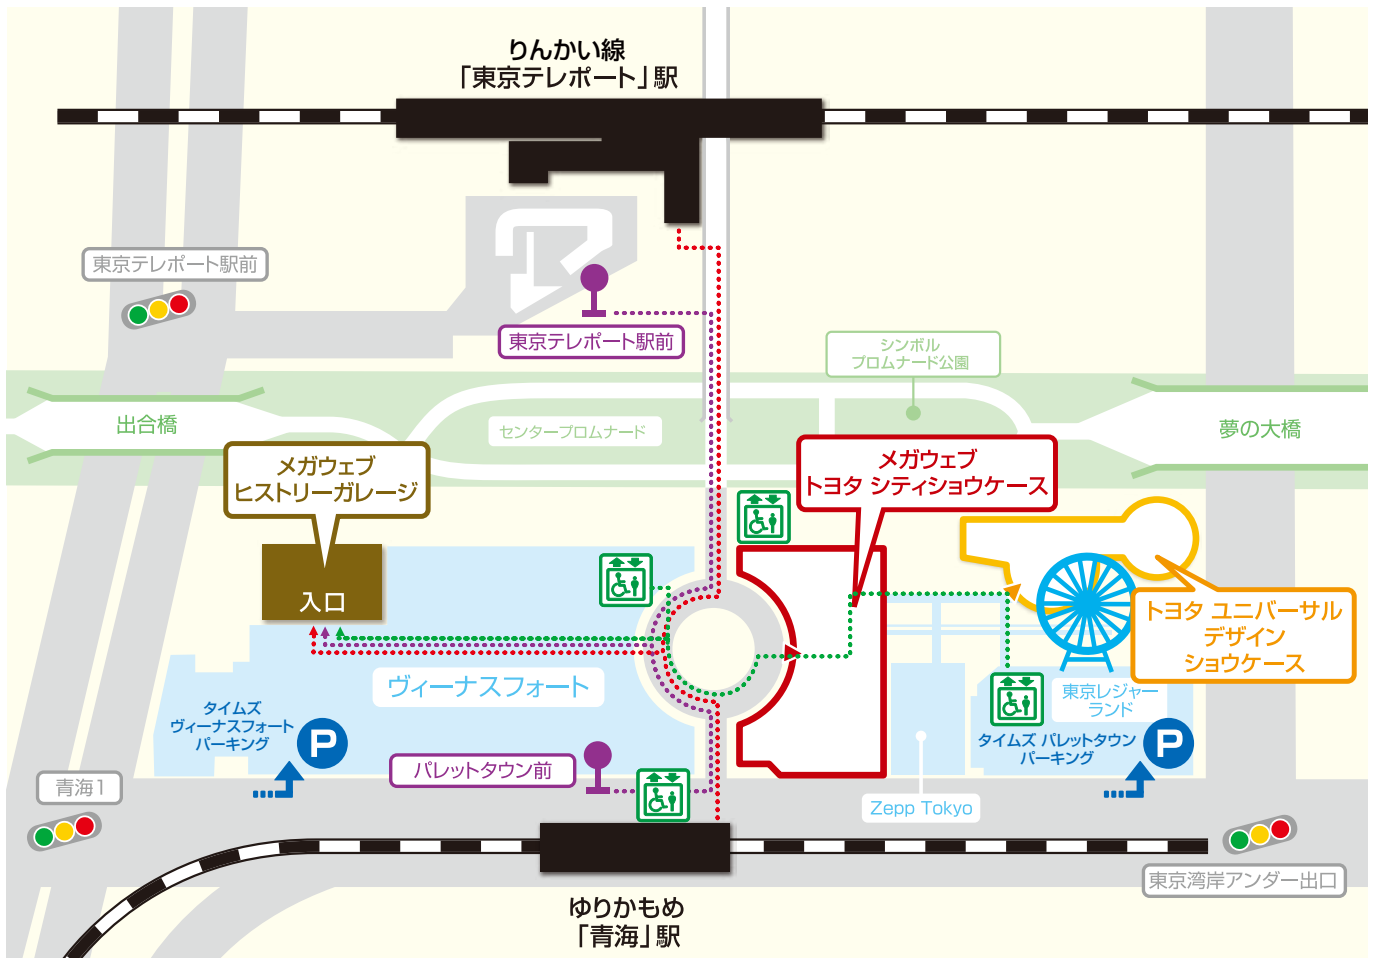 りんかい線
「東京テレポート」駅
東京テレポート駅前
東京テレポート駅前
シンボル
プロムナード公園
出合橋
センタープロムナード
夢の大橋
メガウェブ
ヒストリーガレージ
メガウェブ
トヨタ シティショウケース
入口
トヨタ ユニバーサル
デザイン
ショウケース
ヴィーナスフォート
東京レジャー
ランド
タイムズ
ヴィーナスフォート
パーキング
P
タイムズ パレットタウン
パーキング
P
パレットタウン前
青海1
Zepp Tokyo
東京湾岸アンダー出口
ゆりかもめ
「青海」駅